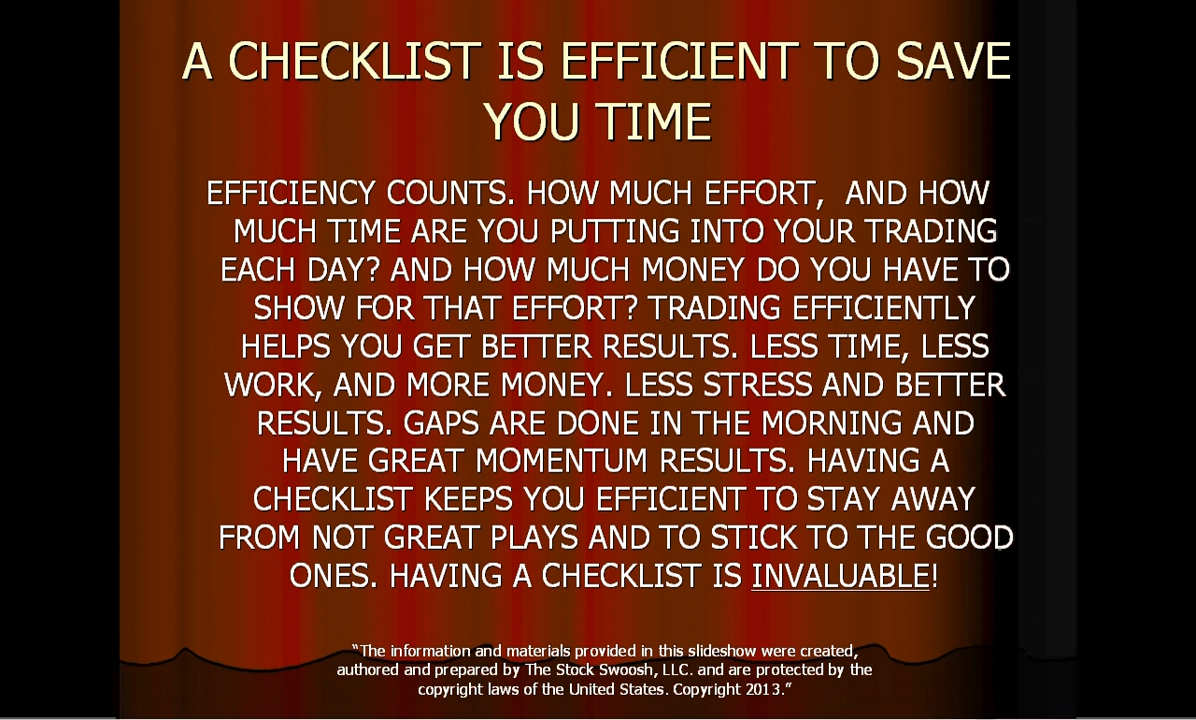 A CHECKLIST IS EFFICIENT TO SAVE
YOU TIME
EFFICIENCY COUNTS. HOW MUCH EFFORT,  AND HOW
MUCH TIME ARE YOU PUTTING INTO YOUR TRADING
EACH DAY? AND HOW MUCH MONEY DO YOU HAVE TO
SHOW FOR THAT EFFORT? TRADING EFFICIENTLY
HELPS YOU GET BETTER RESULTS. LESS TIME, LESS
WORK, AND MORE MONEY. LESS STRESS AND BETTER
RESULTS. GAPS ARE DONE IN THE MORNING AND
HAVE GREAT MOMENTUM RESULTS. HAVING A
CHECKLIST KEEPS YOU EFFICIENT TO STAY AWAY
FROM NOT GREAT PLAYS AND TO STICK TO THE GOOD
ONES. HAVING A CHECKLIST IS INVALUABLE!
“The information and materials provided in this slideshow were created,
authored and prepared by The Stock Swoosh, LLC. and are protected by the
copyright laws of the United States. Copyright 2013.”